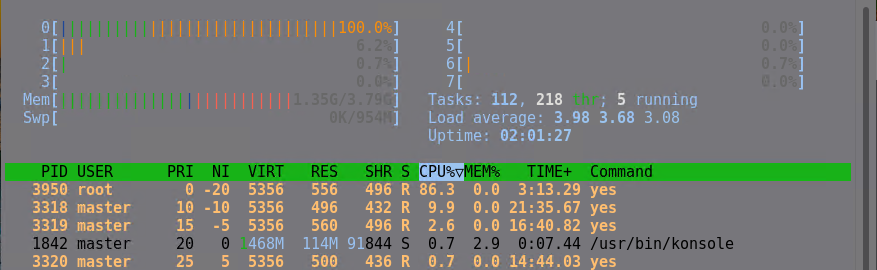 0[||||||||||||||||||||||||||||||||||100.0%] 4[ 0.0%]
1[||| 6.2%] 5[ 0.0%]
2[| 0.7%] 6[| 0.7%]
3[ 0.0%] 7[ 0.0%]
Mem[||||||||||||||||||||||||||||1.35G/3.79G] Tasks: 112, 218 thr; 5 running
Swp[ 0K/954M] Load average: 3.98 3.68 3.08
Uptime: 02:01:27
PID USER PRI NI VIRT RES SHR S CPU%▽MEM% TIME+ Command
3950 root 0 -20 5356 556 496 R 86.3 0.0 3:13.29 yes
3318 master 10 -10 5356 496 432 R 9.9 0.0 21:35.67 yes
3319 master 15 -5 5356 560 496 R 2.6 0.0 16:40.82 yes
1842 master 20 0 1468M 114M 91844 S 0.7 2.9 0:07.44 /usr/bin/konsole
3320 master 25 5 5356 500 436 R 0.7 0.0 14:44.03 yes